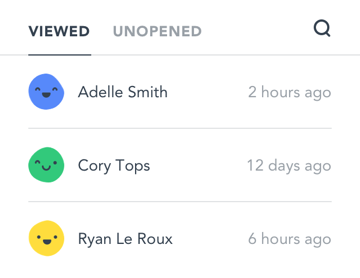 VIEWED UNOPENED
Adelle Smith 2 hours ago
Cory Tops 12 days ago
Ryan Le Roux 6 hours ago